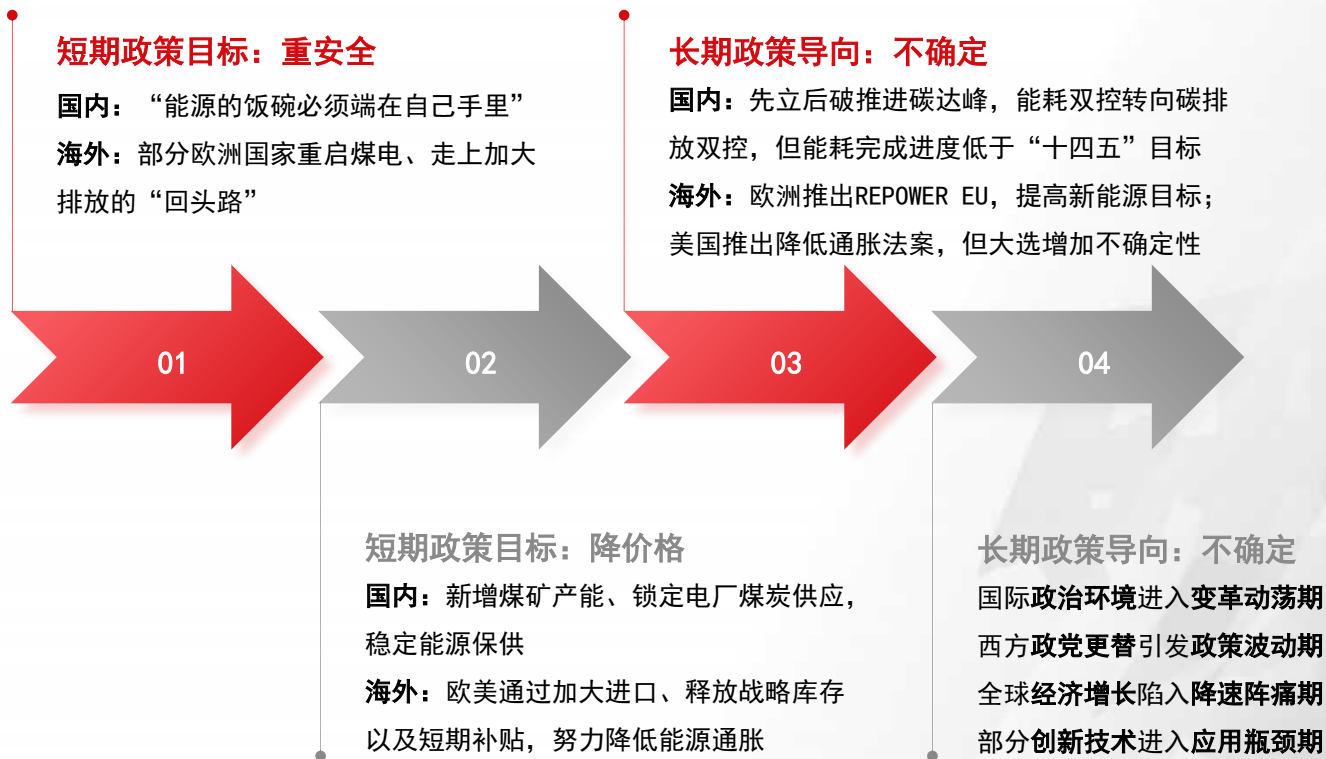 短期政策目标：重安全
国内：“能源的饭碗必须端在自己手里”
海外：部分欧洲国家重启煤电、走上加大
排放的“回头路”
长期政策导向：不确定
国内：先立后破推进碳达峰，能耗双控转向碳排
放双控，但能耗完成进度低于“十四五”目标
海外：欧洲推出REPOWER EU，提高新能源目标；
美国推出降低通胀法案，但大选增加不确定性
01
02
03
04
短期政策目标：降价格
国内：新增煤矿产能、锁定电厂煤炭供应，
稳定能源保供
海外：欧美通过加大进口、释放战略库存
以及短期补贴，努力降低能源通胀
长期政策导向：不确定
国际政治环境进入变革动荡期
西方政党更替引发政策波动期
全球经济增长陷入降速阵痛期
部分创新技术进入应用瓶颈期